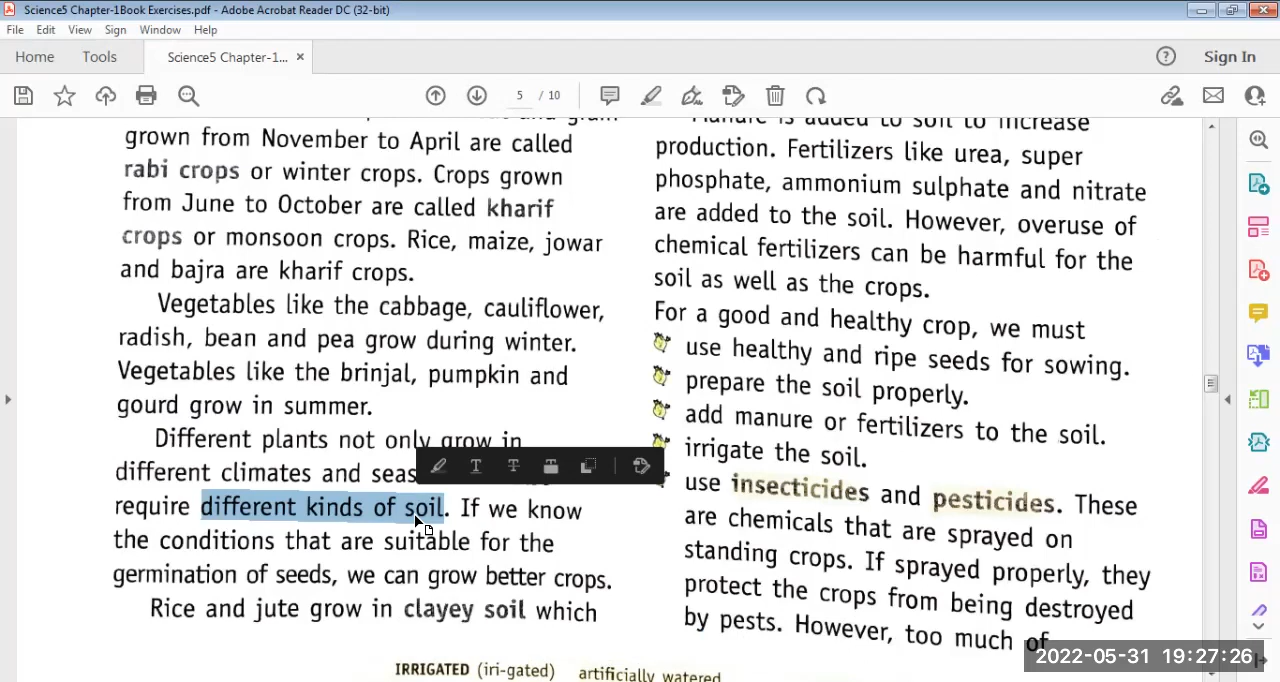 Science5 Chapter-1Book Exercises.pdf - Adobe Acrobat Reader DC (32-bit)
File Edit View Sign Window Help
Home Tools Science5 Chapter-1... × ? Sign In
5 / 10
grown from November to April are called
rabi crops or winter crops. Crops grown
from June to October are called kharif
crops or monsoon crops. Rice, maize, jowar
and bajra are kharif crops.
Vegetables like the cabbage, cauliflower,
radish, bean and pea grow during winter.
Vegetables like the brinjal, pumpkin and
gourd grow in summer.
Different plants not only grow in
different climates and
require different kinds of soil. If we know
the conditions that are suitable for the
germination of seeds, we can grow better crops.
Rice and jute grow in clayey soil which
Manure is added to soil to increase
production. Fertilizers like urea, super
phosphate, ammonium sulphate and nitrate
are added to the soil. However, overuse of
chemical fertilizers can be harmful for the
soil as well as the crops.
For a good and healthy crop, we must
use healthy and ripe seeds for sowing.
prepare the soil properly.
add manure or fertilizers to the soil.
irrigate the soil.
use insecticides and pesticides. These
are chemicals that are sprayed on
standing crops. If sprayed properly, they
protect the crops from being destroyed
by pests. However, too much of
IRRIGATED (iri-gated) artificially watered
2022-05-31 19:27:26